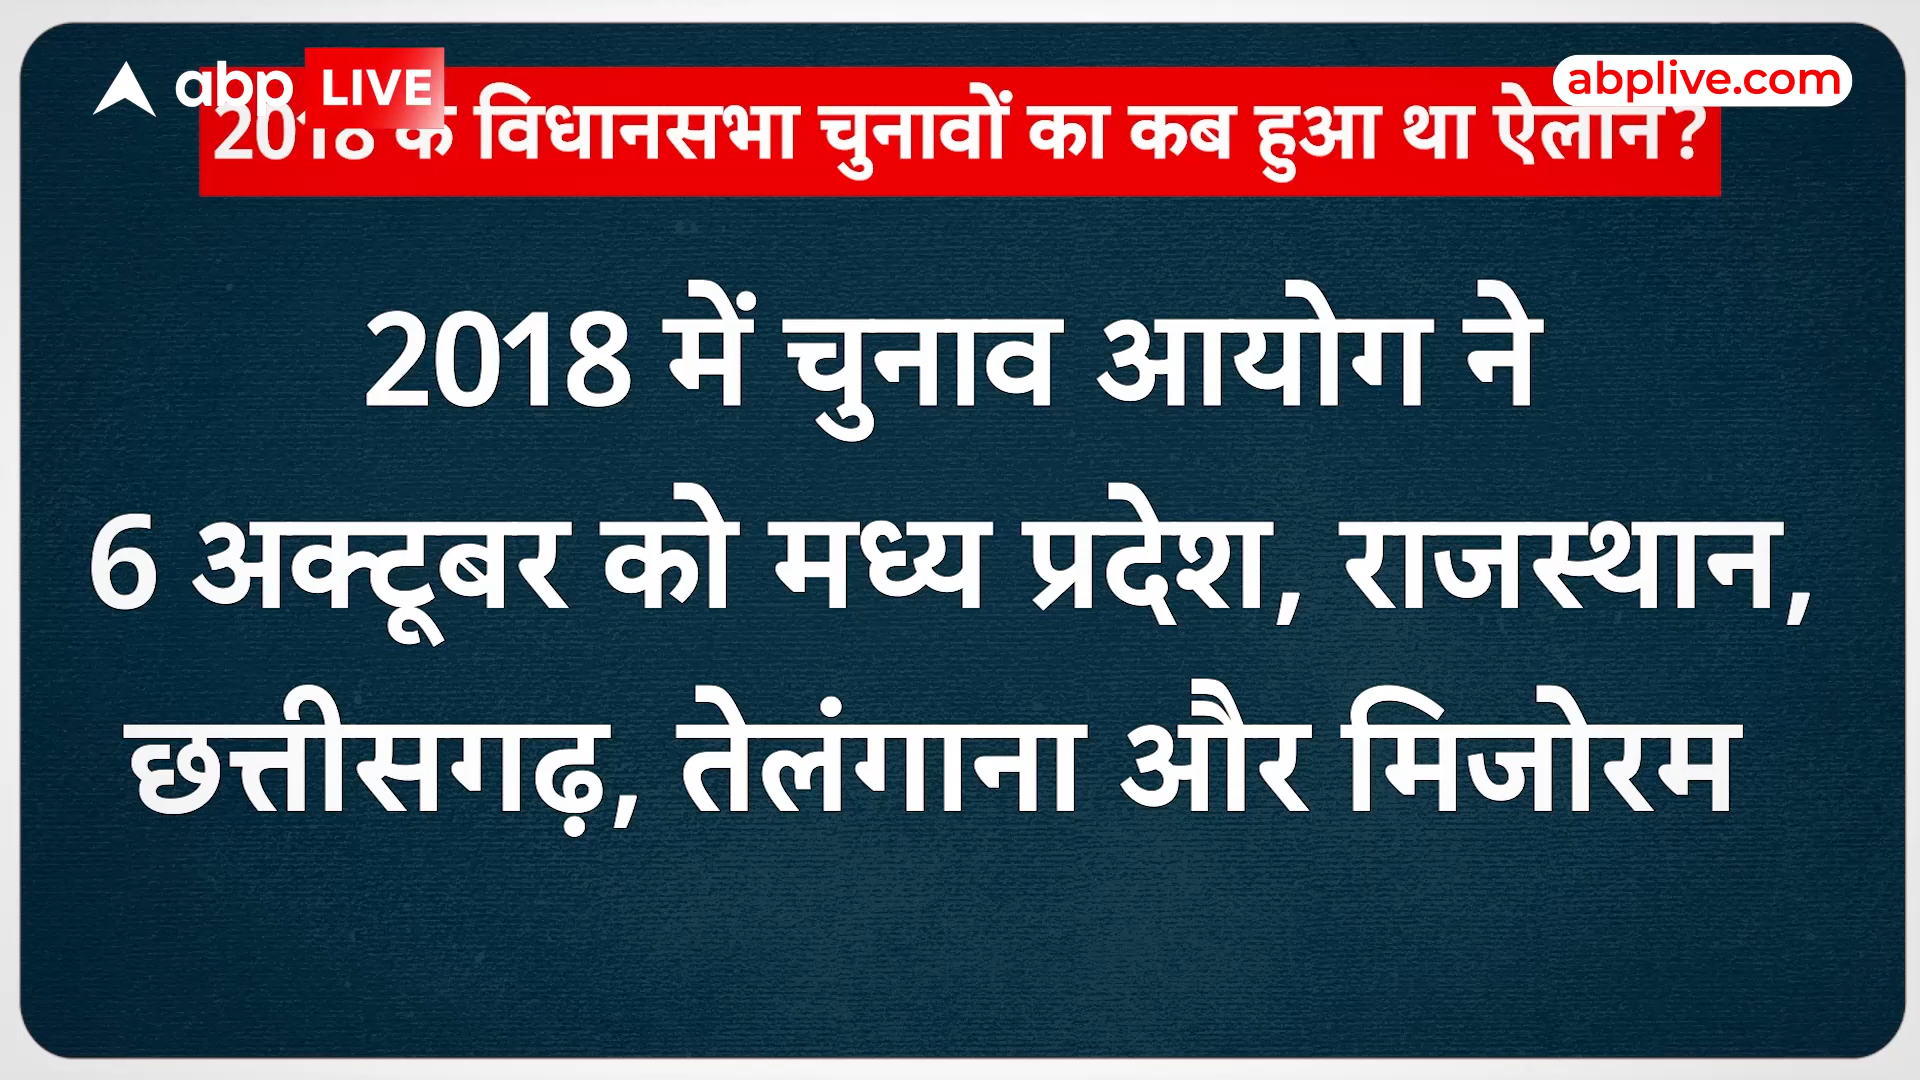 abp LIVE
abplive.com
2018 के विधानसभा चुनावों का कब हुआ था ऐलान?
2018 में चुनाव आयोग ने
6 अक्टूबर को मध्य प्रदेश, राजस्थान,
छत्तीसगढ़, तेलंगाना और मिजोरम